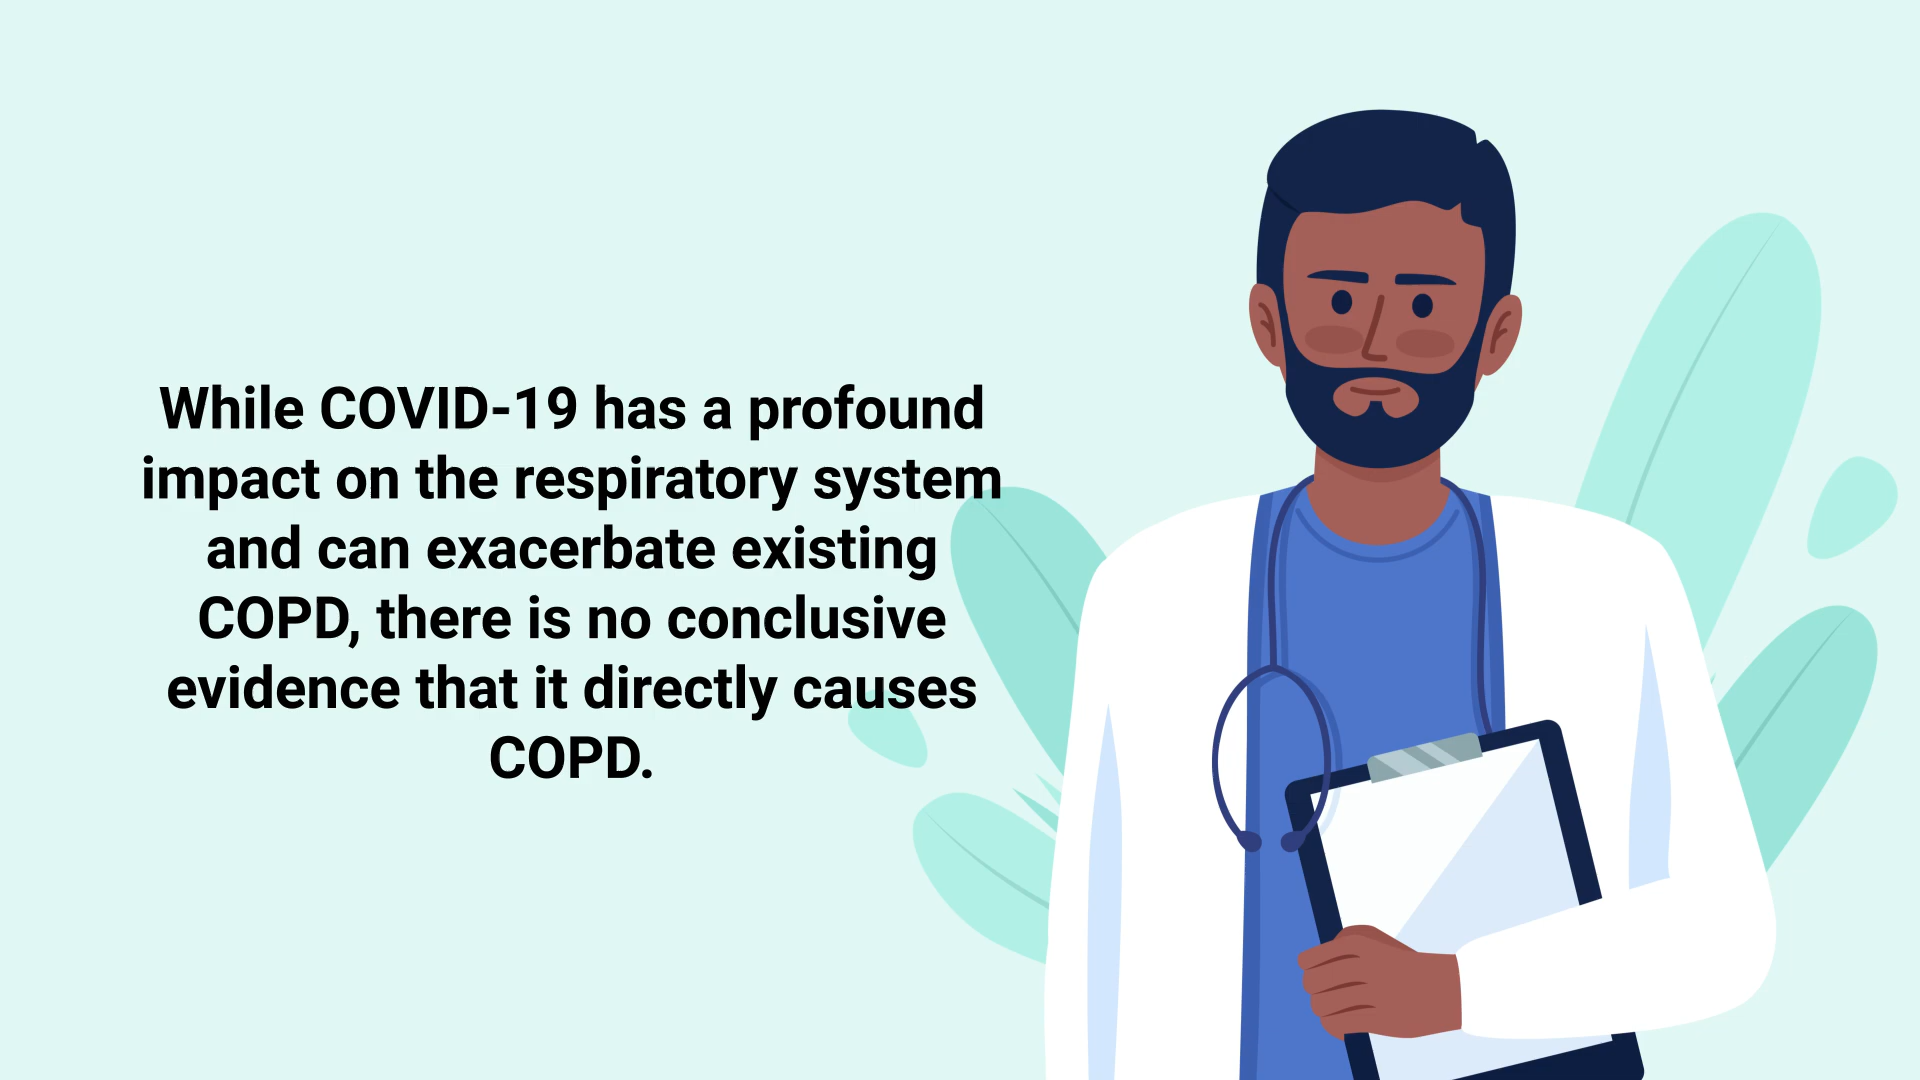 While COVID-19 has a profound
impact on the respiratory system
and can exacerbate existing
COPD, there is no conclusive
evidence that it directly causes
COPD.